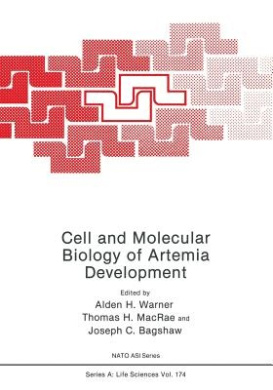 Cell and Molecular
Biology of Artemia
Development
Edited by
Alden H. Warner
Thomas H. MacRae and
Joseph C. Bagshaw
NATO ASI Series
Series A: Life Sciences Vol. 174